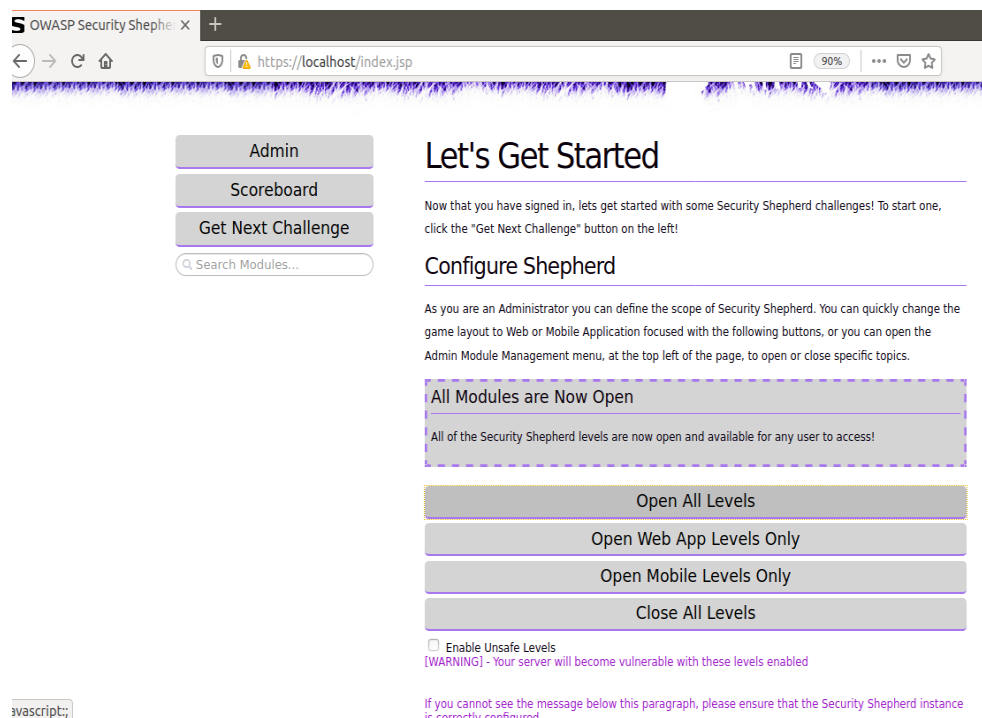 S OWASP Security Shephe
https://localhost/index.jsp
90%
Admin
Scoreboard
Get Next Challenge
Search Modules...
Let's Get Started
Now that you have signed in, lets get started with some Security Shepherd challenges! To start one,
click the "Get Next Challenge" button on the left!
Configure Shepherd
As you are an Administrator you can define the scope of Security Shepherd. You can quickly change the
game layout to Web or Mobile Application focused with the following buttons, or you can open the
Admin Module Management menu, at the top left of the page, to open or close specific topics.
All Modules are Now Open
All of the Security Shepherd levels are now open and available for any user to access!
Open All Levels
Open Web App Levels Only
Open Mobile Levels Only
Close All Levels
Enable Unsafe Levels
[WARNING] - Your server will become vulnerable with these levels enabled
If you cannot see the message below this paragraph, please ensure that the Security Shepherd instance
is correctly configured
avascript:;